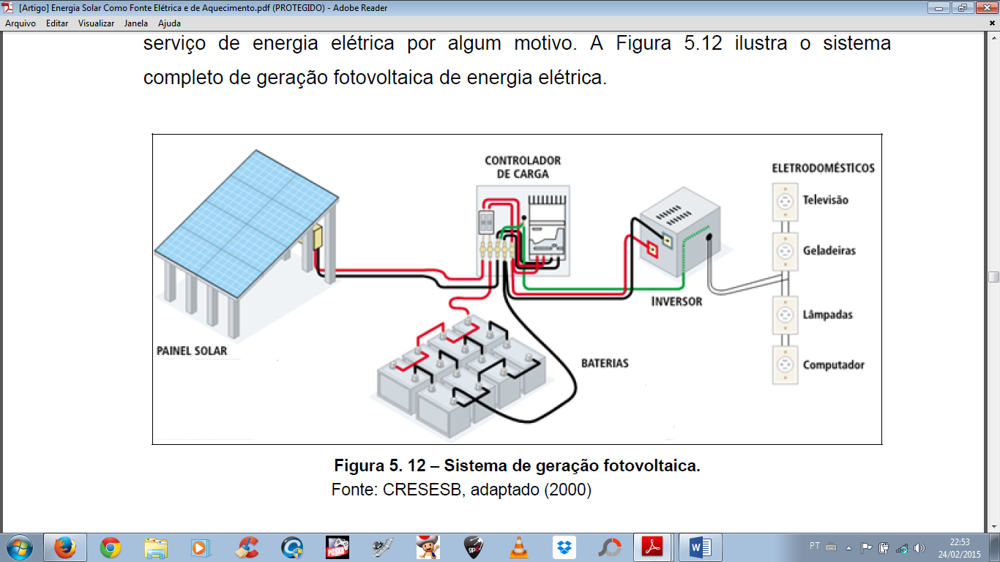 [Artigo] Energia Solar Como Fonte Elétrica e de Aquecimento.pdf (PROTEGIDO) - Adobe Reader
Arquivo Editar Visualizar Janela Ajuda
serviço de energia elétrica por algum motivo. A Figura 5.12 ilustra o sistema
completo de geração fotovoltaica de energia elétrica.
CONTROLADOR
DE CARGA
ELETRODOMÉSTICOS
Televisão
Geladeiras
INVERSOR
Lâmpadas
PAINEL SOLAR
BATERIAS
Computador
Figura 5. 12 – Sistema de geração fotovoltaica.
Fonte: CRESESB, adaptado (2000)
PT
22:53
24/02/2015